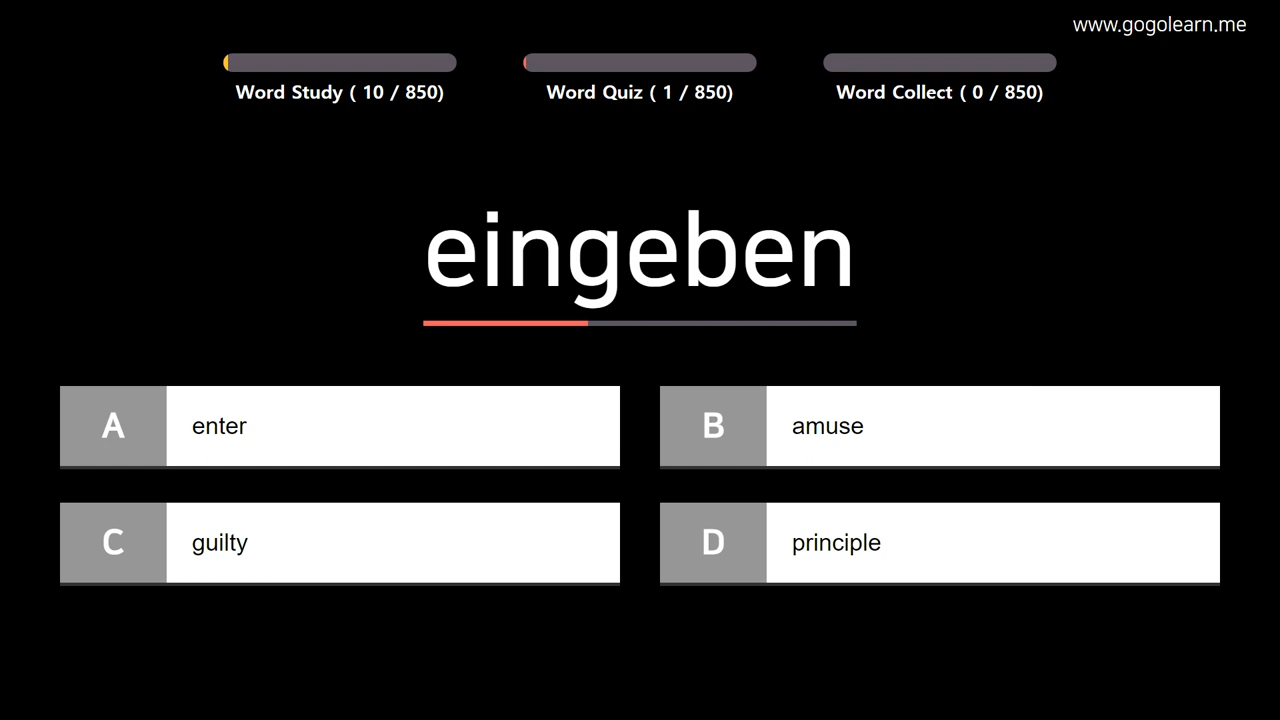 www.gogolearn.me
Word Study ( 10 / 850)
Word Quiz ( 1 / 850)
Word Collect ( 0 / 850)
eingeben
A enter
B amuse
C guilty
D principle